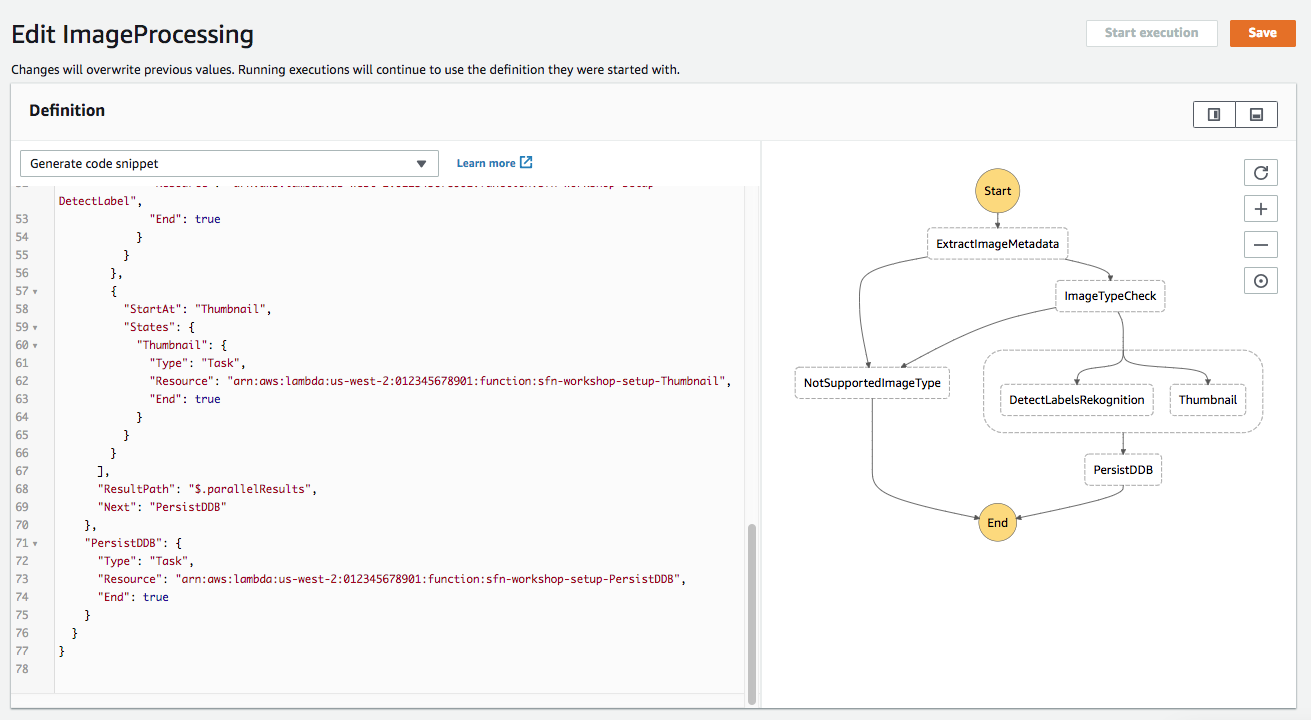 Edit ImageProcessing
Start execution
Save
Changes will overwrite previous values. Running executions will continue to use the definition they were started with.
Definition
Generate code snippet
Learn more
DetectLabel",
53 "End": true
54 }
55 }
56 },
57 {
58 "StartAt": "Thumbnail",
59 "States": {
60 "Thumbnail": {
61 "Type": "Task",
62 "Resource": "arn:aws:lambda:us-west-2:012345678901:function:sfn-workshop-setup-Thumbnail",
63 "End": true
64 }
65 }
66 }
67 ],
68 "ResultPath": "$.parallelResults",
69 "Next": "PersistDDB"
70 },
71 "PersistDDB": {
72 "Type": "Task",
73 "Resource": "arn:aws:lambda:us-west-2:012345678901:function:sfn-workshop-setup-PersistDDB",
74 "End": true
75 }
76 }
77 }
78
Start
ExtractImageMetadata
ImageTypeCheck
NotSupportedImageType
DetectLabelsRekognition
Thumbnail
PersistDDB
End